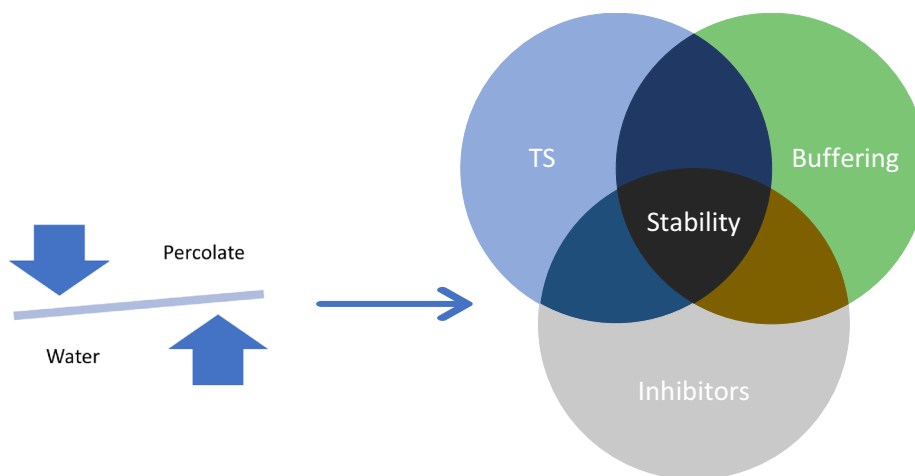 Percolate
Water
TS
Buffering
Stability
Inhibitors